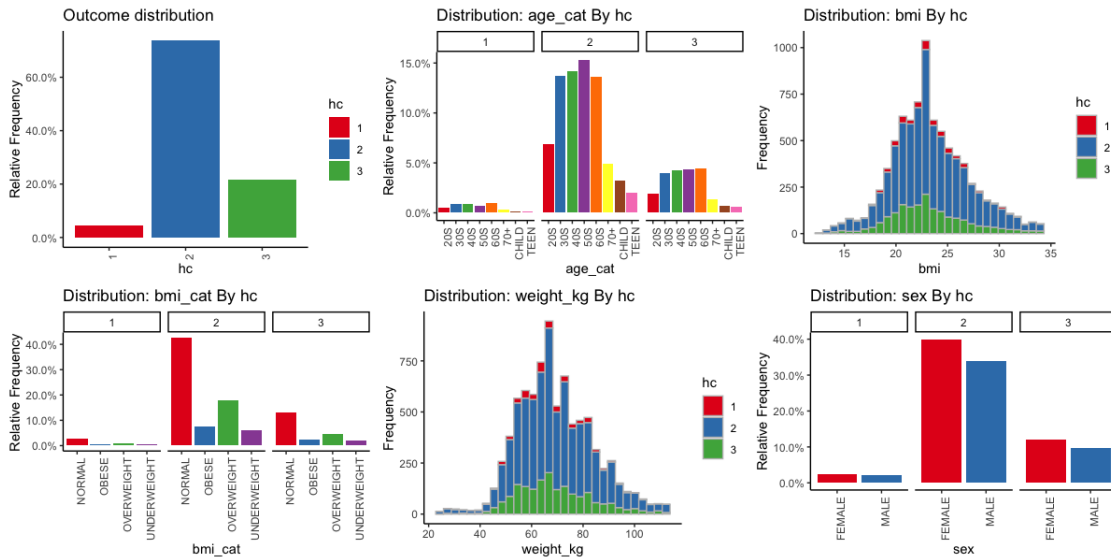 Outcome distribution
Relative Frequency
60.0%
40.0%
20.0%
0.0%
1
2
3
hc
hc
1
2
3
Distribution: age_cat By hc
1
2
3
Relative Frequency
15.0%
10.0%
5.0%
0.0%
20S
30S
40S
50S
60S
70+
CHILD
TEEN
20S
30S
40S
50S
60S
70+
CHILD
TEEN
20S
30S
40S
50S
60S
70+
CHILD
TEEN
age_cat
Distribution: bmi By hc
Frequency
1000
750
500
250
0
15
20
25
30
35
bmi
hc
1
2
3
Distribution: bmi_cat By hc
1
2
3
Relative Frequency
40.0%
30.0%
20.0%
10.0%
0.0%
NORMAL
OBESE
OVERWEIGHT
UNDERWEIGHT
NORMAL
OBESE
OVERWEIGHT
UNDERWEIGHT
NORMAL
OBESE
OVERWEIGHT
UNDERWEIGHT
bmi_cat
Distribution: weight_kg By hc
Frequency
750
500
250
0
20
40
60
80
100
weight_kg
hc
1
2
3
Distribution: sex By hc
1
2
3
Relative Frequency
40.0%
30.0%
20.0%
10.0%
0.0%
FEMALE
MALE
FEMALE
MALE
FEMALE
MALE
sex